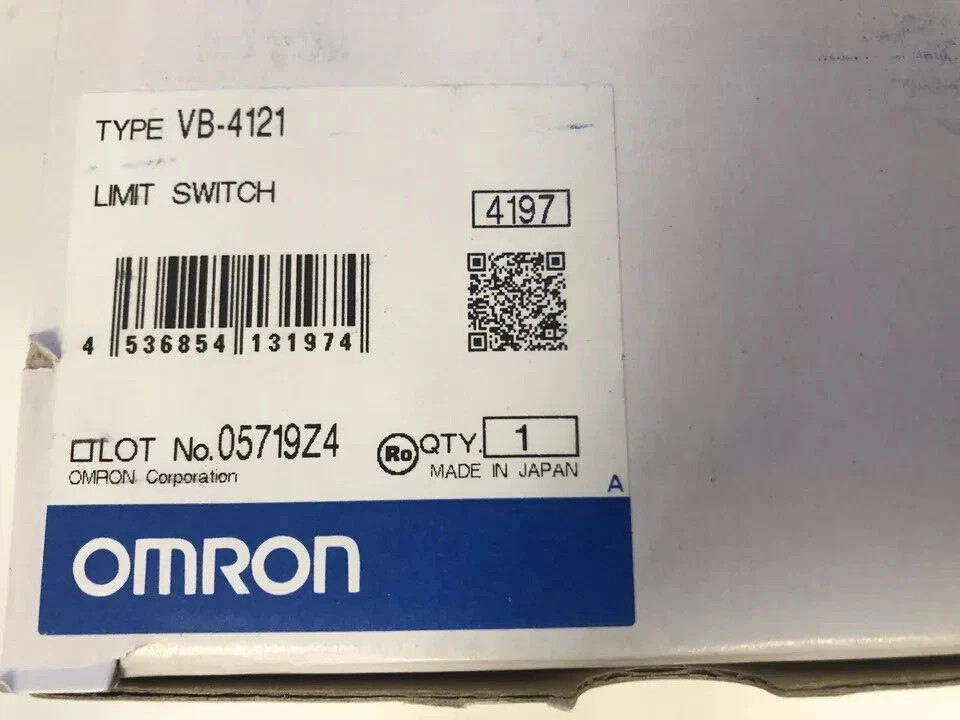 TYPE VB-4121
LIMIT SWITCH
4197
4 536854 131974
LOT No.05719Z4
Ro QTY. 1
OMRON Corporation
MADE IN JAPAN
A
OMRON